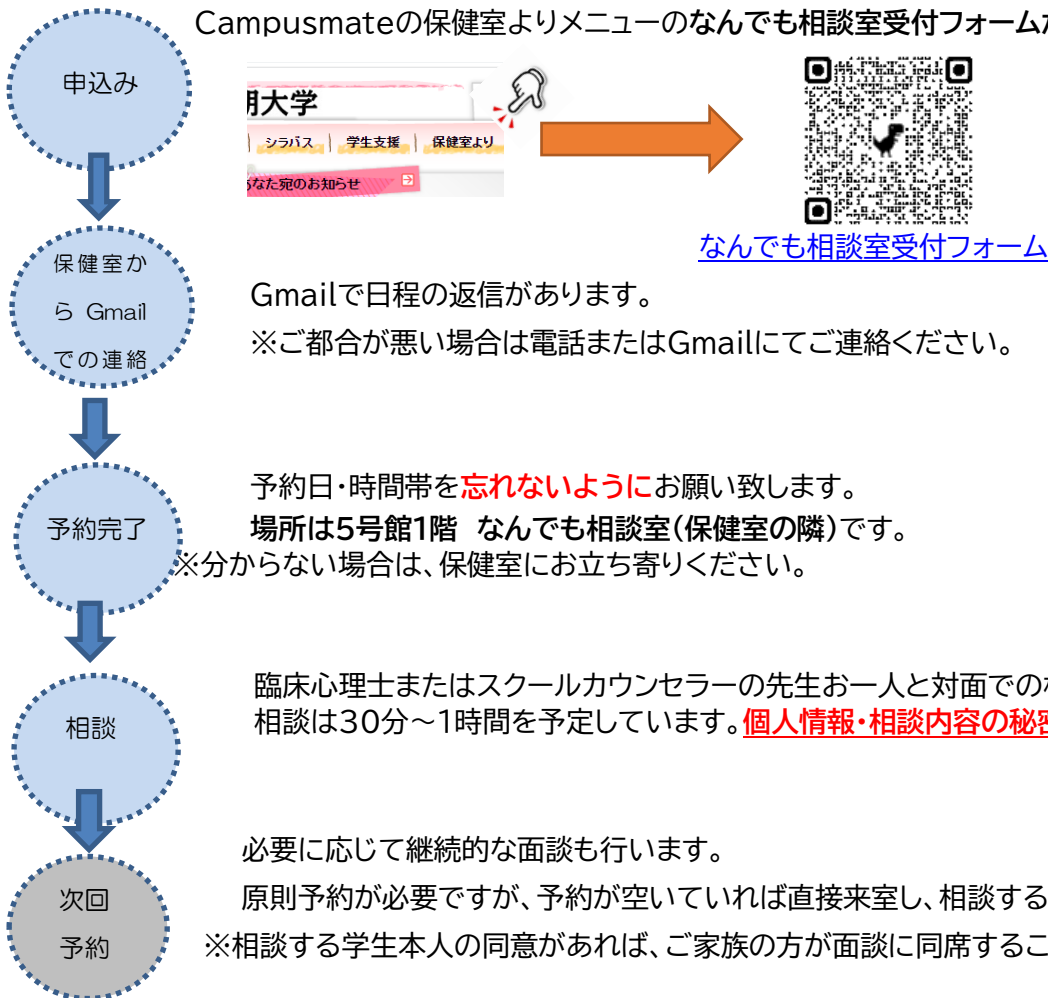 Campusmateの保健室よりメニューのなんでも相談室受付フォーム
申込み
大学
シラバス 学生支援 保健室より
なた宛のお知らせ
なんでも相談室受付フォーム
保健室か
ら Gmail
での連絡
Gmailで日程の返信があります。
※ご都合が悪い場合は電話またはGmailにてご連絡ください。
予約完了
予約日・時間帯を忘れないようにお願い致します。
場所は5号館1階 なんでも相談室(保健室の隣)です。
※分からない場合は、保健室にお立ち寄りください。
相談
臨床心理士またはスクールカウンセラーの先生お一人と対面での
相談は30分~1時間を予定しています。個人情報・相談内容の秘密
次回
予約
必要に応じて継続的な面談も行います。
原則予約が必要ですが、予約が空いていれば直接来室し、相談する
※相談する学生本人の同意があれば、ご家族の方が面談に同席するこ